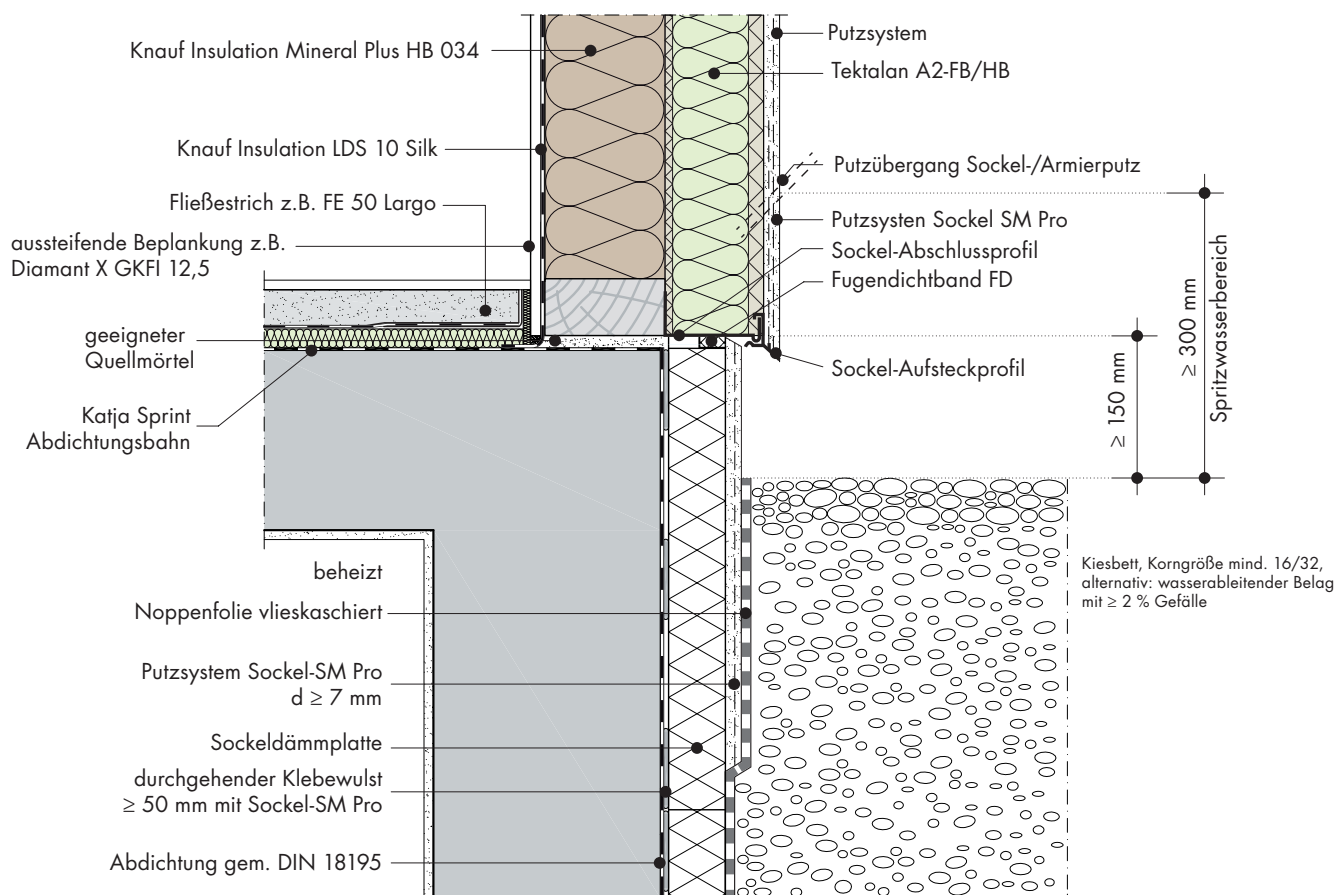 Knauf Insulation Mineral Plus HB 034
Knauf Insulation LDS 10 Silk
Fließestrich z.B. FE 50 Largo
aussteifende Beplankung z.B.
Diamant X GKFI 12,5
geeigneter
Quellmörtel
Katja Sprint
Abdichtungsbahn
beheizt
Noppenfolie vlieskaschiert
Putzsystem Sockel-SM Pro
d ≥ 7 mm
Sockeldämmplatte
durchgehender Klebewulst
≥ 50 mm mit Sockel-SM Pro
Abdichtung gem. DIN 18195
Putzsystem
Tektalan A2-FB/HB
Putzübergang Sockel-/Armierputz
Putzsysten Sockel SM Pro
Sockel-Abschlussprofil
Fugendichtband FD
Sockel-Aufsteckprofil
≥ 150 mm
≥ 300 mm
Spritzwasserbereich
Kiesbett, Korngröße mind. 16/32,
alternativ: wasserableitender Belag
mit ≥ 2 % Gefälle